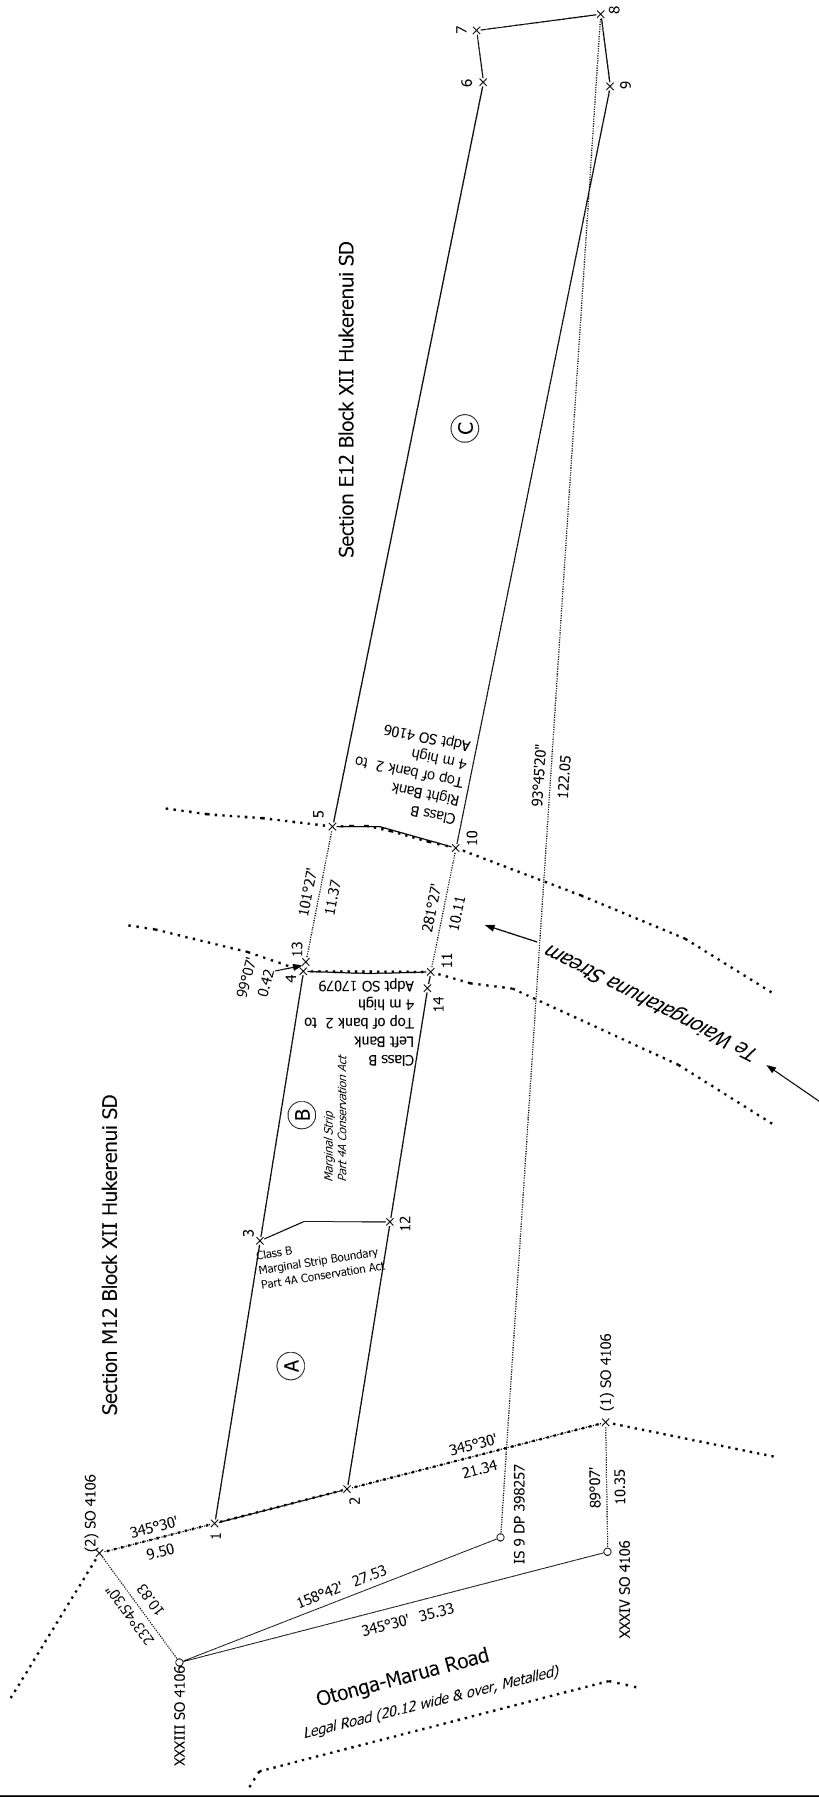 8
7
6
9
Section E12 Block XII Hukerenui SD
C
93°45'20"
122.05
Class B
Right Bank
Top of bank 2 to
4 m high
Adpt SO 4106
5
10
101°27'
11.37
281°27'
10.11
13
4
99°07'
0.42
11
14
Te Waiongatahuna Stream
Class B
Left Bank
Top of bank 2 to
4 m high
Adpt SO 17079
B
Marginal Strip
Part 4A Conservation Act
Section M12 Block XII Hukerenui SD
3
12
Class B
Marginal Strip Boundary
Part 4A Conservation Act
A
(1) SO 4106
345°30'
21.34
89°07'
10.35
(2) SO 4106
345°30'
9.50
1
2
IS 9 DP 398257
233°45'30"
10.83
158°42' 27.53
345°30' 35.33
XXXIV SO 4106
XXXIII SO 4106
Otonga-Marua Road
Legal Road (20.12 wide & over, Metalled)